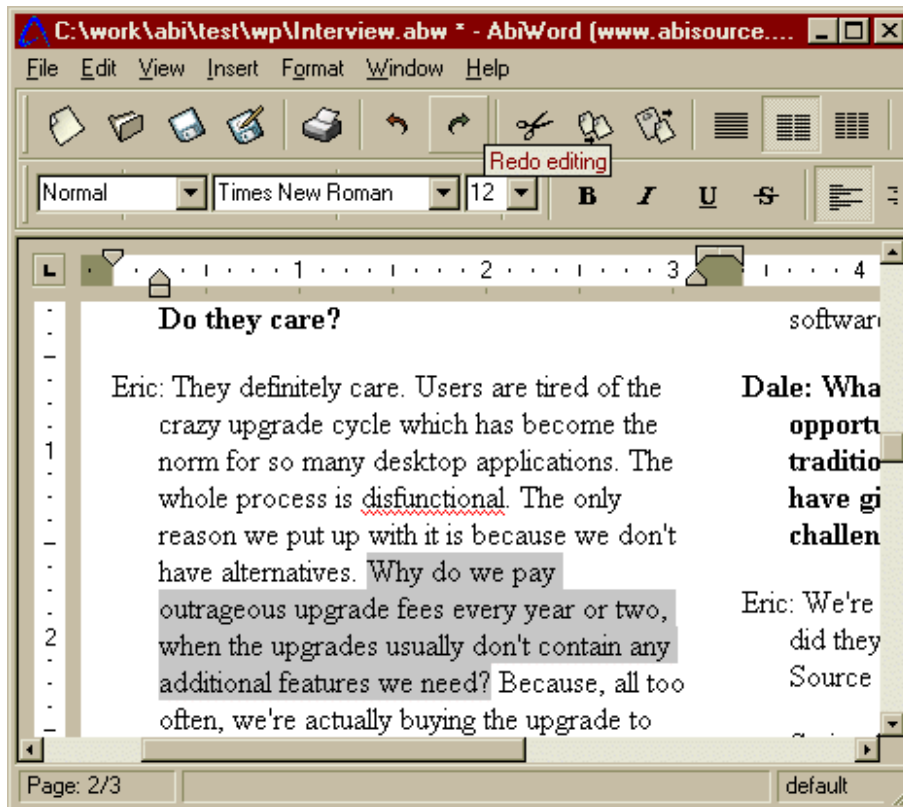 C:\work\abi\test\wp\Interview.abw * - AbiWord (www.abisource....
File Edit View Insert Format Window Help
Redo editing
Normal Times New Roman 12 B I U S
L 1 2 3 4
1
2
Do they care?
Eric: They definitely care. Users are tired of the
crazy upgrade cycle which has become the
norm for so many desktop applications. The
whole process is disfunctional. The only
reason we put up with it is because we don't
have alternatives. Why do we pay
outrageous upgrade fees every year or two,
when the upgrades usually don't contain any
additional features we need? Because, all too
often, we're actually buying the upgrade to
softwar
Dale: Wha
opportu
traditio
have gi
challen
Eric: We're
did they
Source
Page: 2/3 default